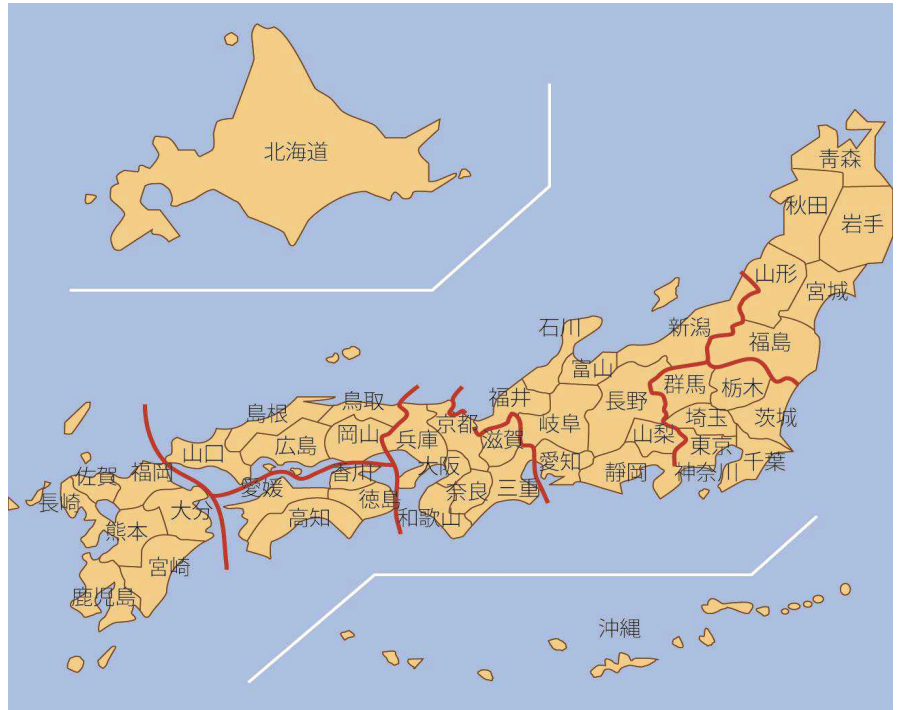 北海道
青森
秋田
岩手
山形
宮城
石川
新潟
福島
富山
群馬
栃木
福井
長野
鳥取
島根
岐阜
埼玉
茨城
京都
岡山
兵庫
広島
山口
滋賀
山梨
東京
愛知
千葉
大阪
静岡
神奈川
佐賀
福岡
香川
愛媛
奈良
三重
長崎
徳島
大分
高知
和歌山
熊本
宮崎
鹿児島
沖縄